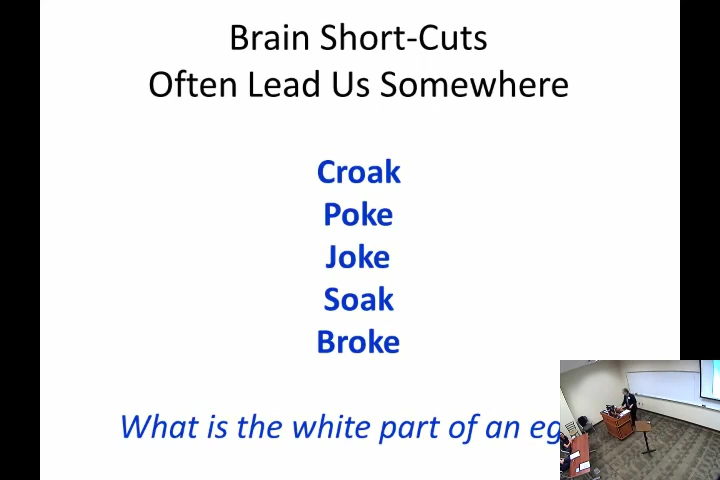 Brain Short-Cuts
Often Lead Us Somewhere
Croak
Poke
Joke
Soak
Broke
What is the white part of an